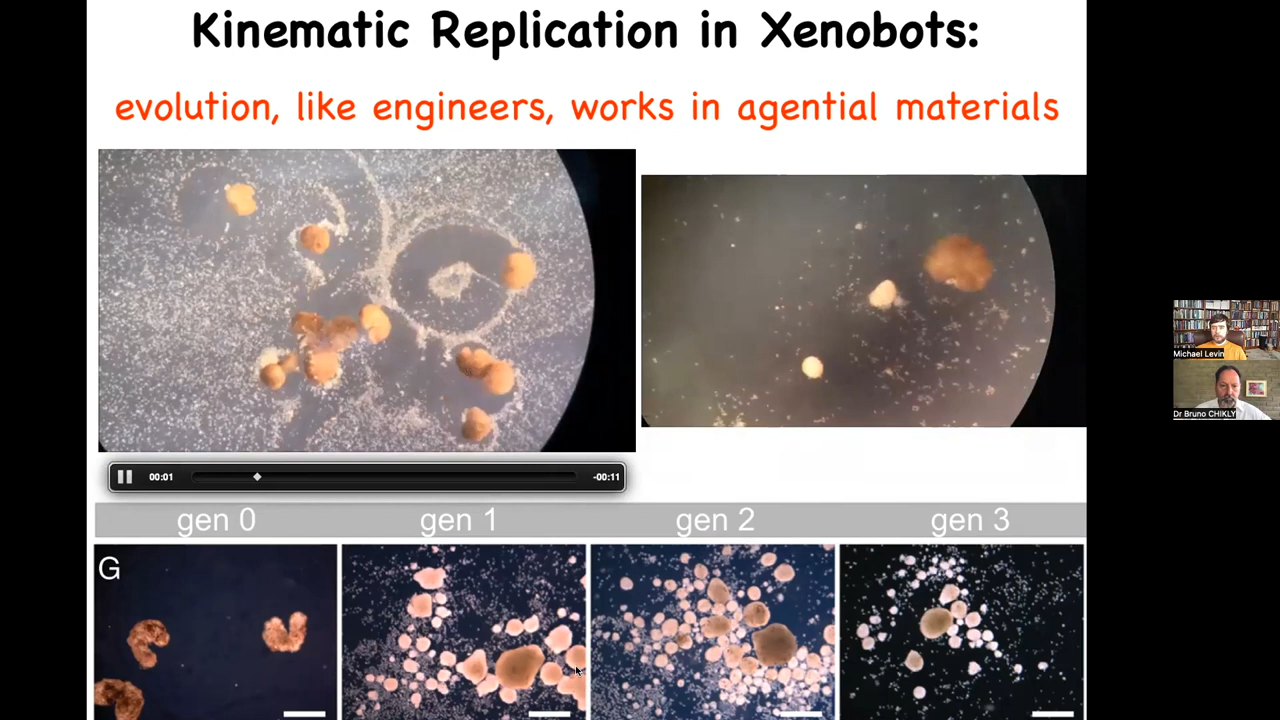 Kinematic Replication in Xenobots:
evolution, like engineers, works in agential materials
Michael Levin
Dr Bruno CHIKLY
00:01
-00:11
gen 0
gen 1
gen 2
gen 3
G